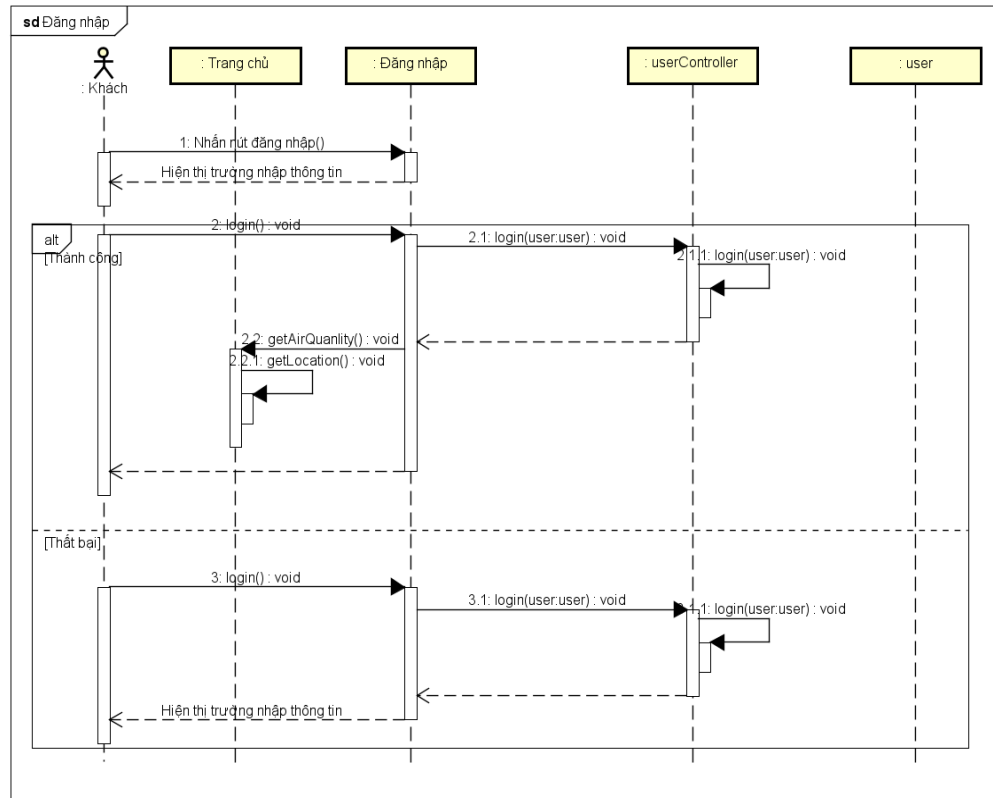 sd Đăng nhập
: Khách
: Trang chủ
: Đăng nhập
: userController
: user
1: Nhấn nút đăng nhập()
Hiện thị trường nhập thông tin
alt
[Thành công]
2: login() : void
2.1: login(user:user) : void
2.1.1: login(user:user) : void
2.2: getAirQuanlity() : void
2.2.1: getLocation() : void
[Thất bại]
3: login() : void
3.1: login(user:user) : void
3.1.1: login(user:user) : void
Hiện thị trường nhập thông tin